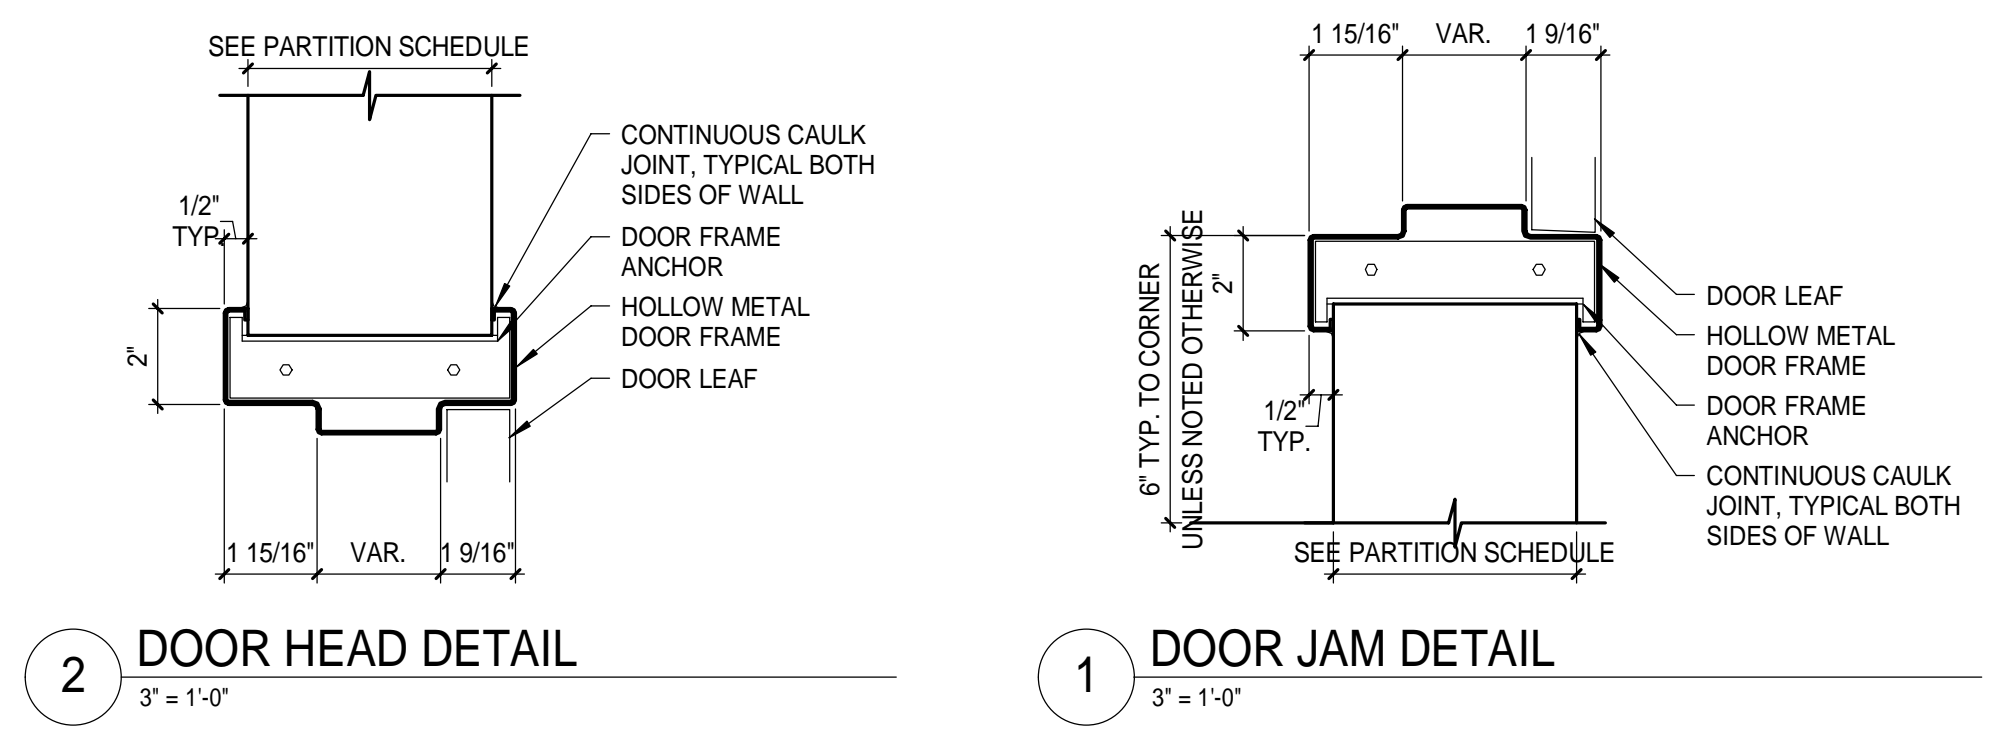 SEE PARTITION SCHEDULE
CONTINUOUS CAULK
JOINT, TYPICAL BOTH
SIDES OF WALL
1/2"
TYP.
DOOR FRAME
ANCHOR
HOLLOW METAL
DOOR FRAME
2"
DOOR LEAF
1 15/16"
VAR.
1 9/16"
2
DOOR HEAD DETAIL
3" = 1'-0"
1 15/16"
VAR.
1 9/16"
6" TYP. TO CORNER
UNLESS NOTED OTHERWISE
2"
DOOR LEAF
HOLLOW METAL
DOOR FRAME
1/2"
TYP.
DOOR FRAME
ANCHOR
CONTINUOUS CAULK
JOINT, TYPICAL BOTH
SIDES OF WALL
SEE PARTITION SCHEDULE
1
DOOR JAM DETAIL
3" = 1'-0"